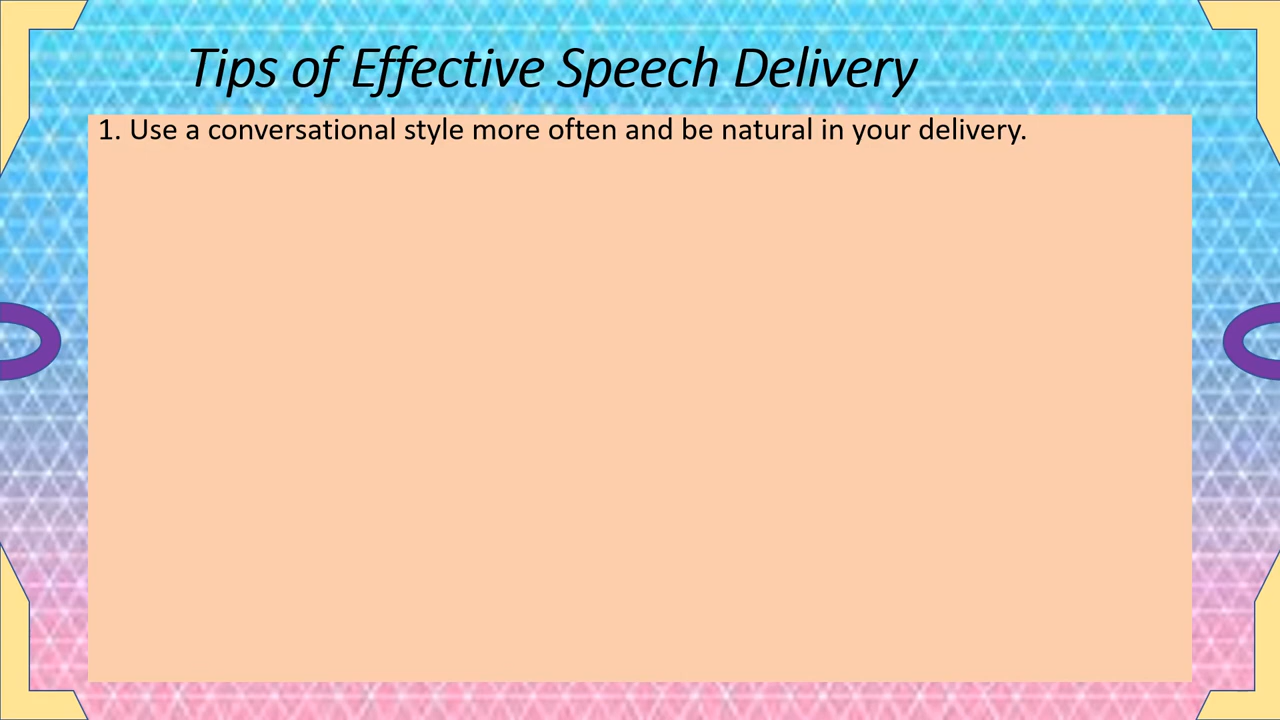 Tips of Effective Speech Delivery
1. Use a conversational style more often and be natural in your delivery.